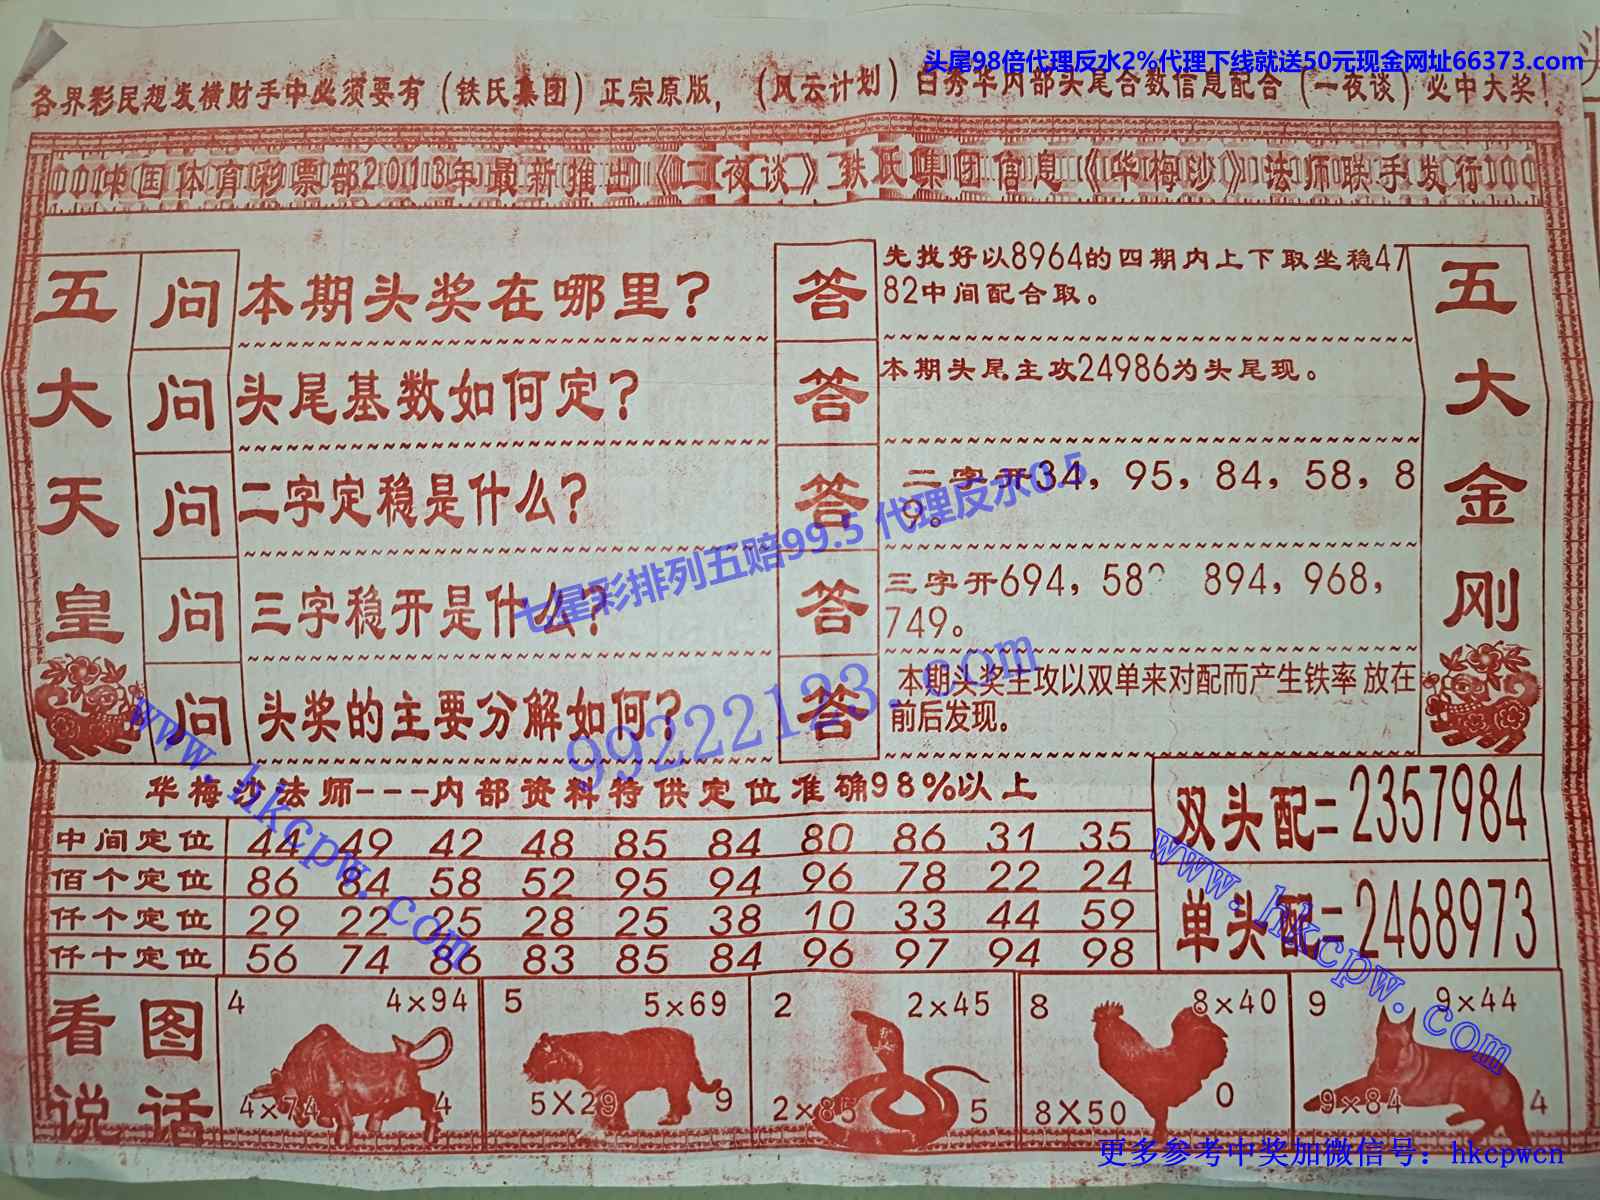 头尾98倍代理反水2%代理下线就送50元现金网址66373.com
各界彩民想发横财手中必须要有（铁氏集团）正宗原版，（风云计划）白秀华内部头尾合数信息配合（一夜谈）必中大奖！
中国体育彩票部2013年最新推出《二夜谈》铁氏集团信息《华梅沙》法师联手发行
五大天皇
问 本期头奖在哪里？
答 先找好以8964的四期内上下取坐稳47
82中间配合取。
问 头尾基数如何定？
答 本期头尾主攻24986为头尾现。
问 二字定稳是什么？
答 二字开34，95，84，58，8
9。
问 三字稳开是什么？
答 三字开694，58? 894，968，
749。
问 头奖的主要分解如何？
答 本期头奖主攻以双单来对配而产生铁率 放在
前后发现。
五大金刚
七星彩排列五赔99.5 代理反水0.5
99222123.com
www.hkcpw.com
华梅沙法师---内部资料特供定位准确98%以上
中间定位 44 49 42 48 85 84 80 86 31 35
佰个定位 86 84 58 52 95 94 96 78 22 24
仟个定位 29 22 25 28 25 38 10 33 44 59
仟十定位 56 74 86 83 85 84 96 97 94 98
双头配=2357984
单头配=2468973
www.hkcpw.com
看图说话
4 4×94
4×74 4
5 5×69
5×29 9
2 2×45
2×85 5
8 8×40
8×50 0
9 9×44
9×84 4
更多参考中奖加微信号：hkcpwcn